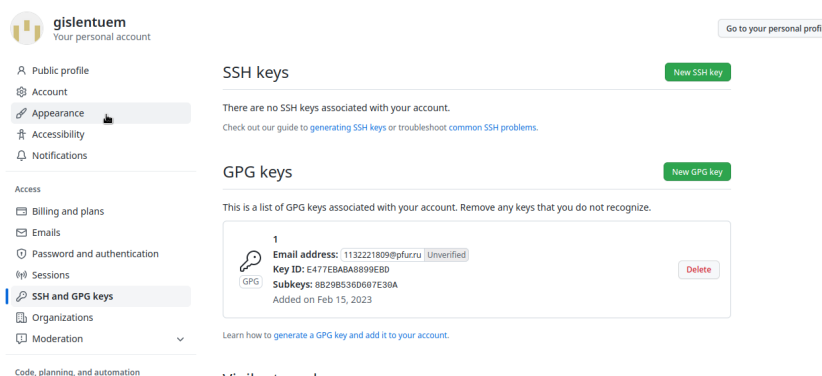 gislentuem
Your personal account
Go to your personal profi
Public profile
Account
Appearance
Accessibility
Notifications
Access
Billing and plans
Emails
Password and authentication
Sessions
SSH and GPG keys
Organizations
Moderation
Code, planning, and automation
SSH keys
New SSH key
There are no SSH keys associated with your account.
Check out our guide to generating SSH keys or troubleshoot common SSH problems.
GPG keys
New GPG key
This is a list of GPG keys associated with your account. Remove any keys that you do not recognize.
1
Email address: 1132221809@pfur.ru Unverified
Key ID: E477EBABA8899EBD
GPG
Subkeys: 8B29B536D607E30A
Added on Feb 15, 2023
Delete
Learn how to generate a GPG key and add it to your account.